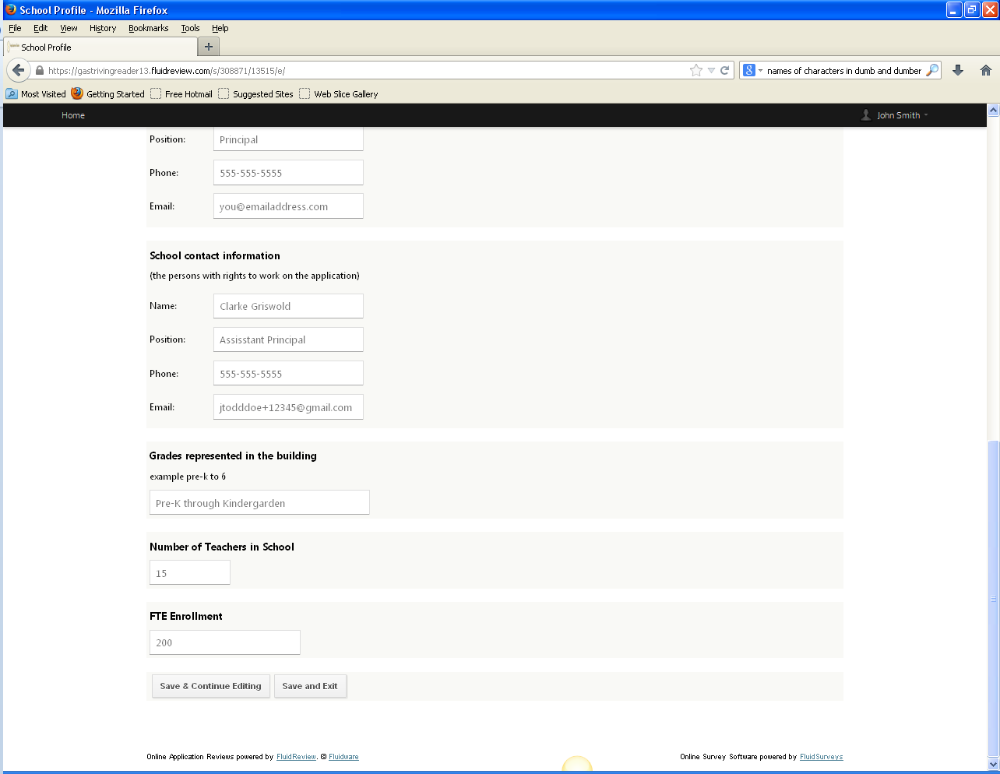 School Profile - Mozilla Firefox
File Edit View History Bookmarks Tools Help
School Profile
https://gastrivingreader13.fluidreview.com/s/308871/13515/e/ 8 names of characters in dumb and dumber
Most Visited Getting Started Free Hotmail Suggested Sites Web Slice Gallery
Home John Smith
Position: Principal
Phone: 555-555-5555
Email: you@emailaddress.com
School contact information
(the persons with rights to work on the application)
Name: Clarke Griswold
Position: Assisstant Principal
Phone: 555-555-5555
Email: jtodddoe+12345@gmail.com
Grades represented in the building
example pre-k to 6
Pre-K through Kindergarden
Number of Teachers in School
15
FTE Enrollment
200
Save & Continue Editing Save and Exit
Online Application Reviews powered by FluidReview. © Fluidware Online Survey Software powered by FluidSurveys